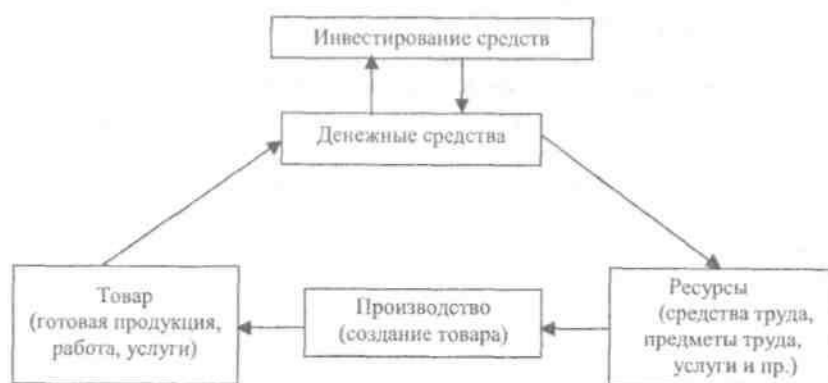 Инвестирование средств
Денежные средства
Товар
(готовая продукция,
работа, услуги)
Производство
(создание товара)
Ресурсы
(средства труда,
предметы труда,
услуги и пр.)